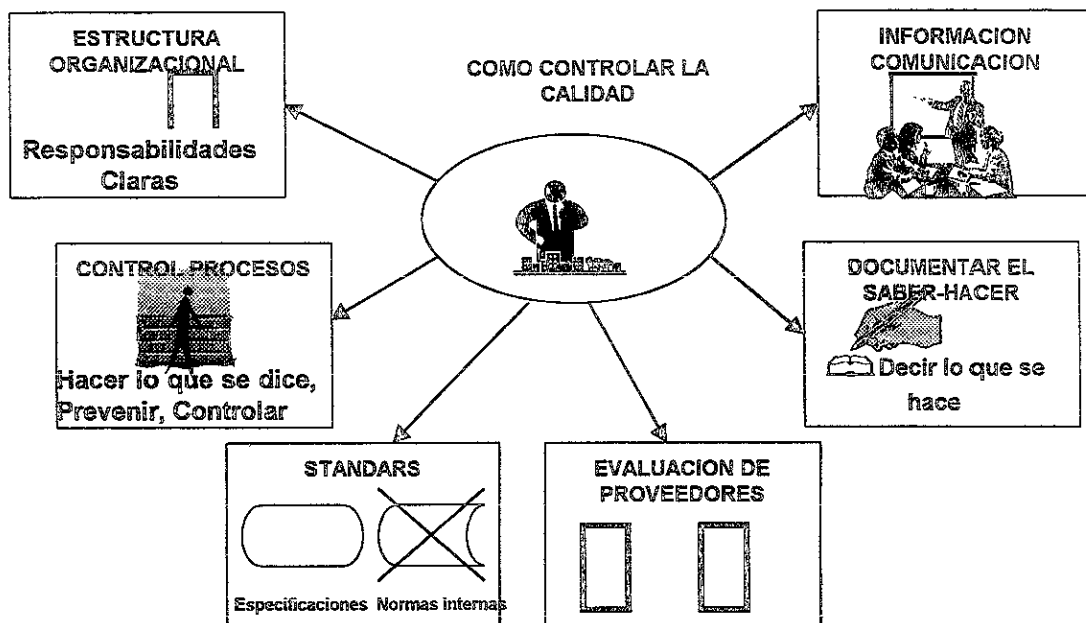 ESTRUCTURA
ORGANIZACIONAL
Responsabilidades
Claras
COMO CONTROLAR LA
CALIDAD
INFORMACION
COMUNICACION
CONTROL PROCESOS
Hacer lo que se dice,
Prevenir, Controlar
DOCUMENTAR EL
SABER-HACER
Decir lo que se
hace
STANDARS
Especificaciones Normas internas
EVALUACION DE
PROVEEDORES